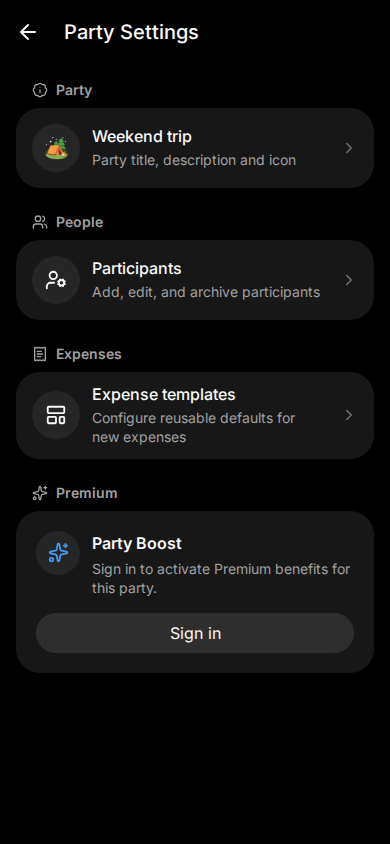 Party Settings
Party
Weekend trip
Party title, description and icon
People
Participants
Add, edit, and archive participants
Expenses
Expense templates
Configure reusable defaults for
new expenses
Premium
Party Boost
Sign in to activate Premium benefits for
this party.
Sign in